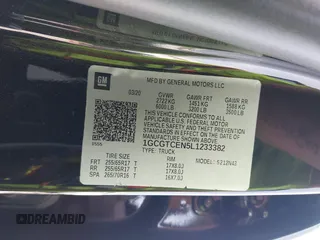 GM
MFD BY GENERAL MOTORS LLC
03/20 GVWR GAWR FRT GAWR RR
2722 KG 1451 KG 1588 KG
6000 LB 3200 LB 3500 LB
THIS VEHICLE CONFORMS TO ALL APPLICABLE
U.S. FEDERAL MOTOR VEHICLE SAFETY, BUMPER,
AND THEFT PREVENTION STANDARDS IN EFFECT
ON THE DATE OF MANUFACTURE SHOWN ABOVE.
1GCGTCEN5L1233382
TYPE: TRUCK
TIRE SIZE RIM
FRT 255/65R17 T 17X8.0J
RR 255/65R17 T 17X8.0J
SPA 265/70R16 T 16X7.0J
DREAMBID